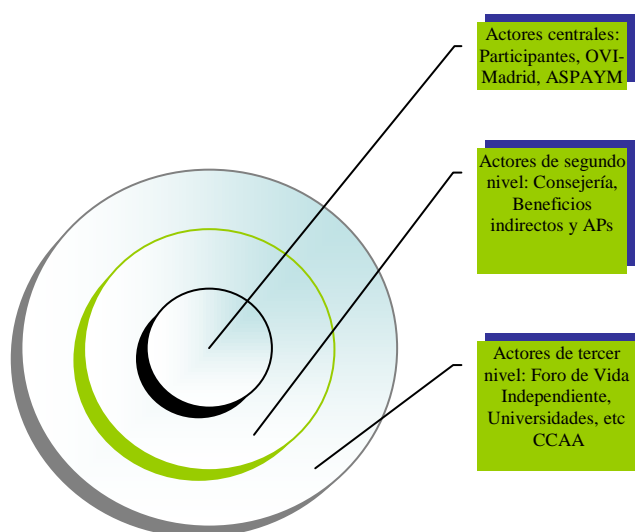 Actores centrales:
Participantes, OVI-
Madrid, ASPAYM
Actores de segundo
nivel: Consejería,
Beneficios
indirectos y APs
Actores de tercer
nivel: Foro de Vida
Independiente,
Universidades, etc
CCAA